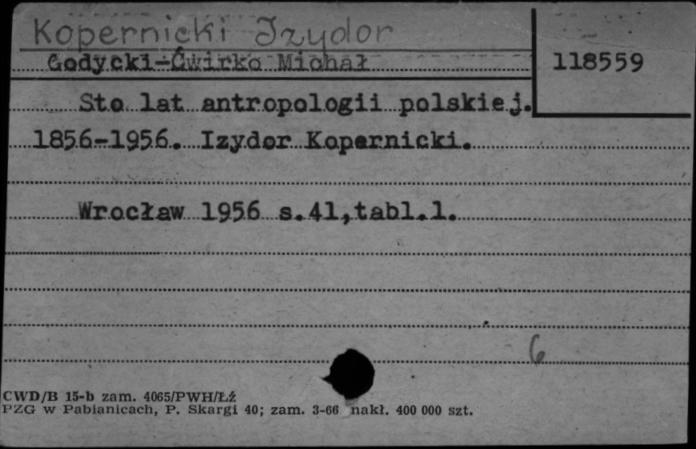 Kopernicki Izydor
Godycki-Ćwirko Michał
118559
Sto lat antropologii polskiej.
1856-1956. Izydor Kopernicki.
Wrocław 1956 s.41,tabl.1.
6
CWD/B 15-b zam. 4065/PWH/Łź
PZG w Pabianicach, P. Skargi 40; zam. 3-66 nakł. 400 000 szt.